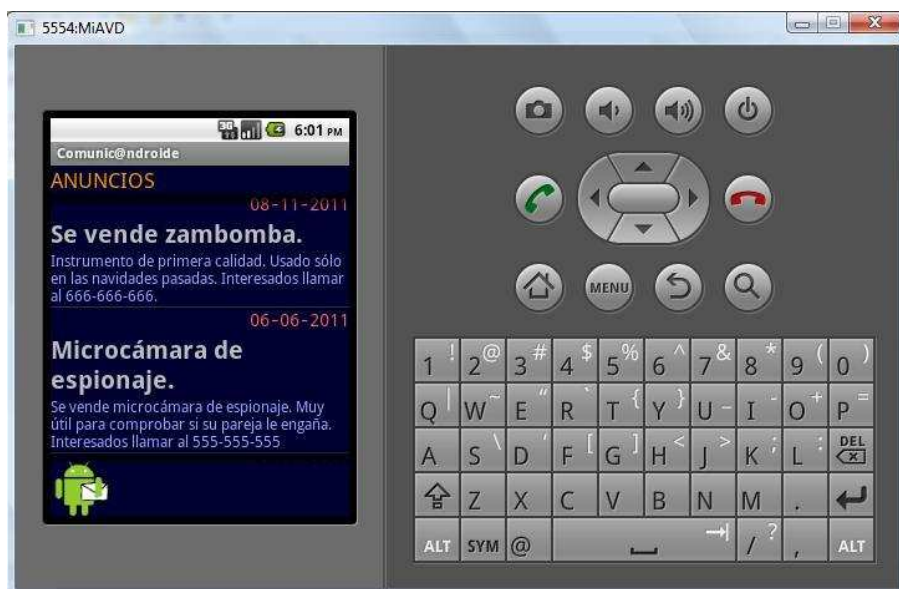 5554:MiAVD
3G
6:01 PM
Comunic@ndroide
ANUNCIOS
08-11-2011
Se vende zambomba.
Instrumento de primera calidad. Usado sólo
en las navidades pasadas. Interesados llamar
al 666-666-666.
06-06-2011
Microcámara de
espionaje.
Se vende microcámara de espionaje. Muy
útil para comprobar si su pareja le engaña.
Interesados llamar al 555-555-555
MENU
1 ! 2 @ 3 # 4 $ 5 % 6 ^ 7 & 8 * 9 ( 0 )
Q | W ~ E " R ` T { Y } U _ I - O + P =
A S \ D ' F [ G ] H < J > K ; L : DEL
Z X C V B N M .
ALT SYM @ / ? , ALT